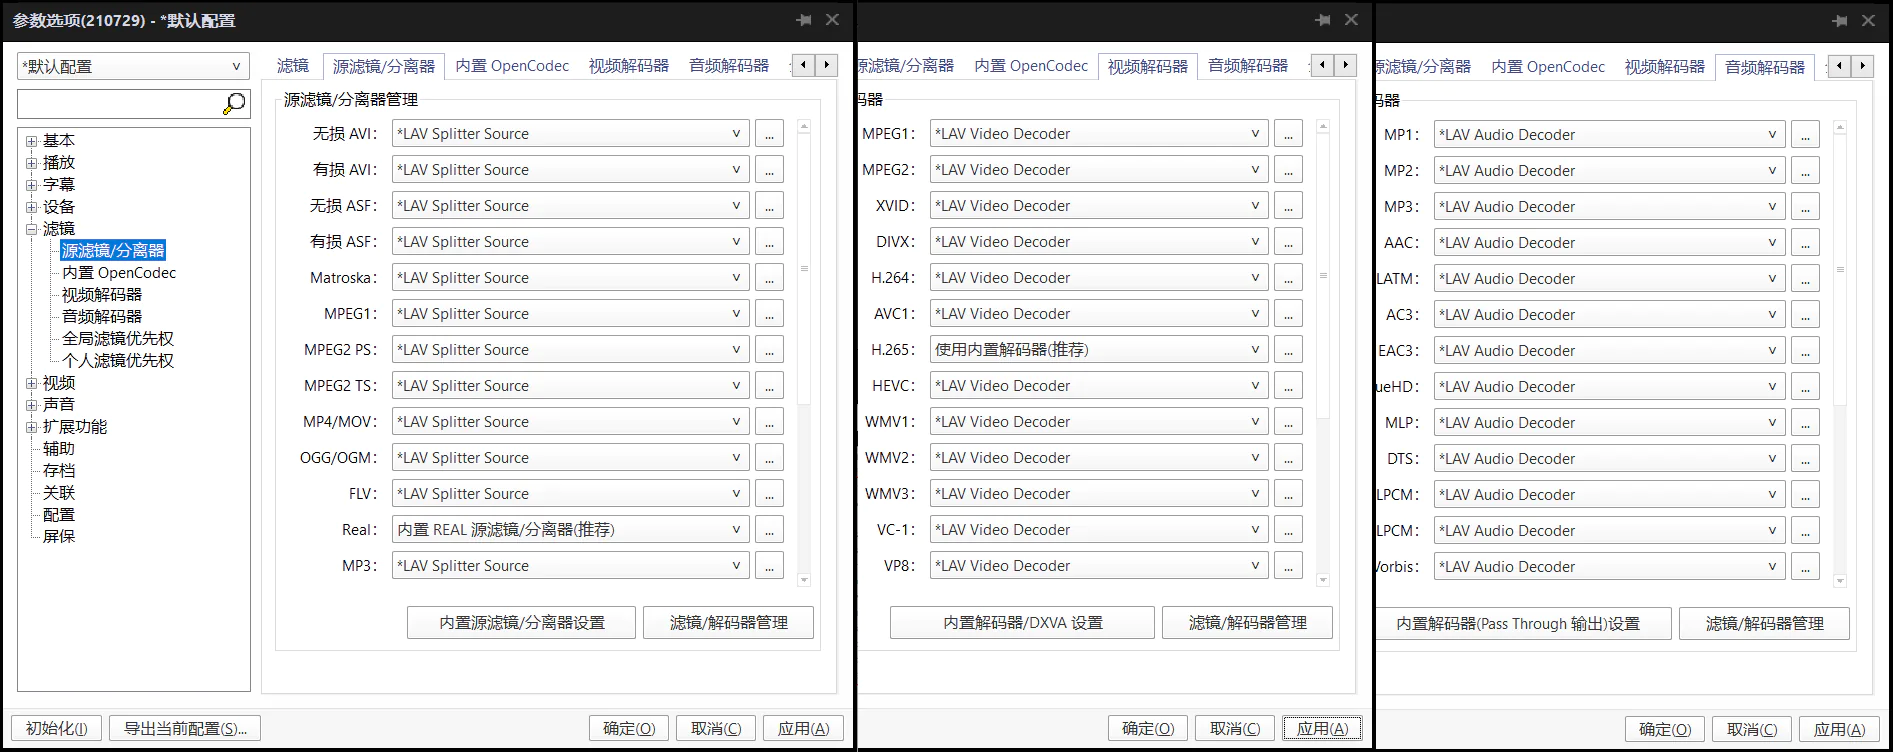 参数选项(210729) - *默认配置
*默认配置
基本
播放
字幕
设备
滤镜
源滤镜/分离器
内置 OpenCodec
视频解码器
音频解码器
全局滤镜优先权
个人滤镜优先权
视频
声音
扩展功能
辅助
存档
关联
配置
屏保
滤镜 源滤镜/分离器 内置 OpenCodec 视频解码器 音频解码器
源滤镜/分离器管理
无损 AVI: *LAV Splitter Source ...
有损 AVI: *LAV Splitter Source ...
无损 ASF: *LAV Splitter Source ...
有损 ASF: *LAV Splitter Source ...
Matroska: *LAV Splitter Source ...
MPEG1: *LAV Splitter Source ...
MPEG2 PS: *LAV Splitter Source ...
MPEG2 TS: *LAV Splitter Source ...
MP4/MOV: *LAV Splitter Source ...
OGG/OGM: *LAV Splitter Source ...
FLV: *LAV Splitter Source ...
Real: 内置 REAL 源滤镜/分离器(推荐) ...
MP3: *LAV Splitter Source ...
内置源滤镜/分离器设置 滤镜/解码器管理
初始化(I) 导出当前配置(S)... 确定(O) 取消(C) 应用(A)
源滤镜/分离器 内置 OpenCodec 视频解码器 音频解码器
码器
MPEG1: *LAV Video Decoder ...
MPEG2: *LAV Video Decoder ...
XVID: *LAV Video Decoder ...
DIVX: *LAV Video Decoder ...
H.264: *LAV Video Decoder ...
AVC1: *LAV Video Decoder ...
H.265: 使用内置解码器(推荐) ...
HEVC: *LAV Video Decoder ...
WMV1: *LAV Video Decoder ...
WMV2: *LAV Video Decoder ...
WMV3: *LAV Video Decoder ...
VC-1: *LAV Video Decoder ...
VP8: *LAV Video Decoder ...
内置解码器/DXVA 设置 滤镜/解码器管理
确定(O) 取消(C) 应用(A)
源滤镜/分离器 内置 OpenCodec 视频解码器 音频解码器
码器
MP1: *LAV Audio Decoder ...
MP2: *LAV Audio Decoder ...
MP3: *LAV Audio Decoder ...
AAC: *LAV Audio Decoder ...
LATM: *LAV Audio Decoder ...
AC3: *LAV Audio Decoder ...
EAC3: *LAV Audio Decoder ...
ueHD: *LAV Audio Decoder ...
MLP: *LAV Audio Decoder ...
DTS: *LAV Audio Decoder ...
LPCM: *LAV Audio Decoder ...
LPCM: *LAV Audio Decoder ...
Vorbis: *LAV Audio Decoder ...
内置解码器(Pass Through 输出)设置 滤镜/解码器管理
确定(O) 取消(C) 应用(A)